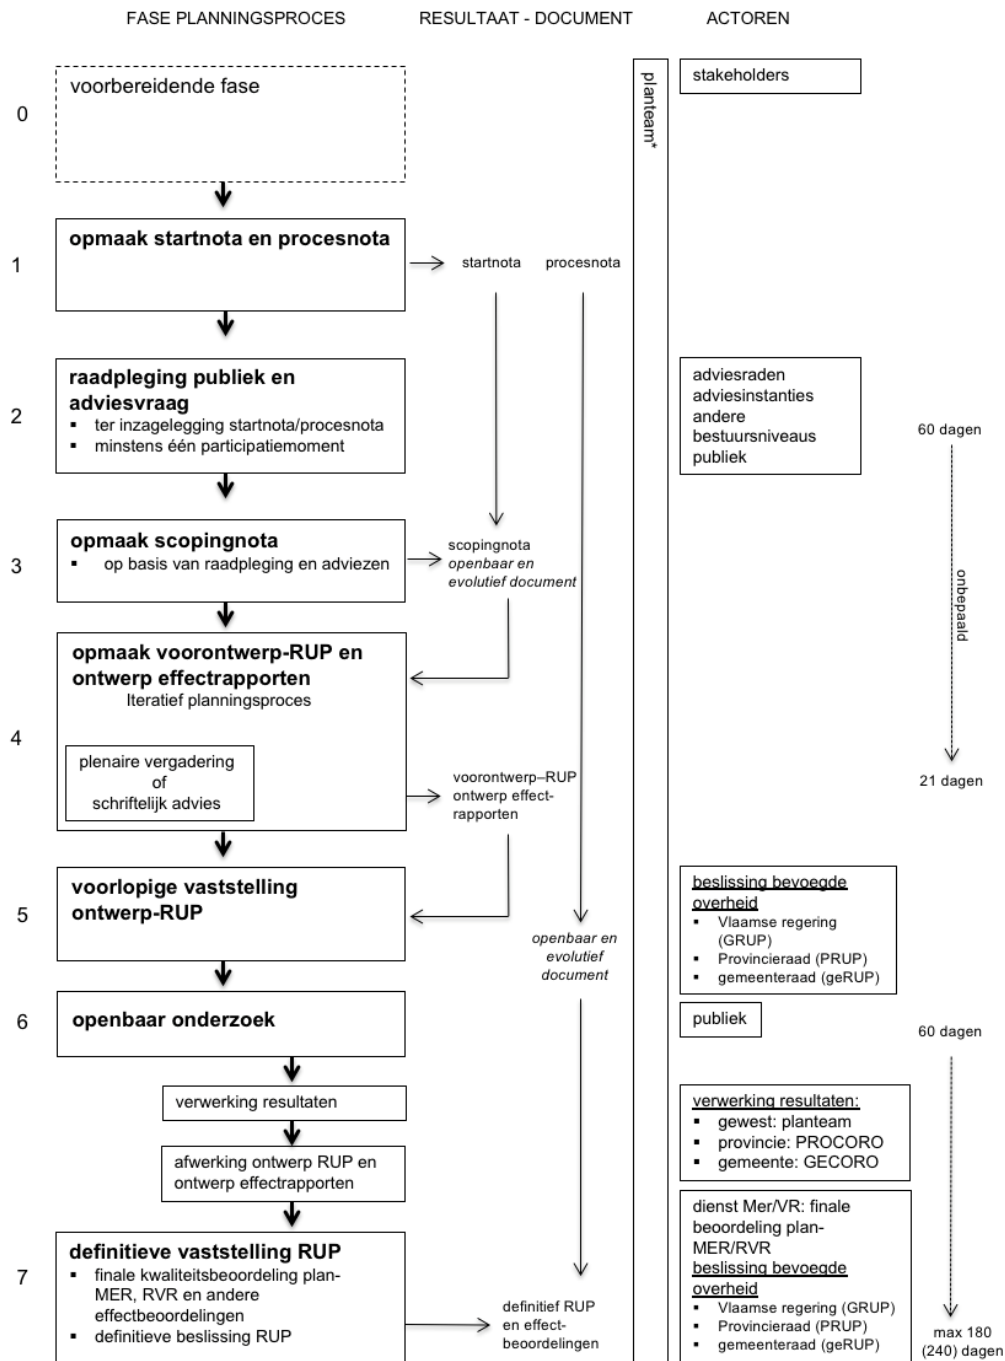 FASE PLANNINGSPROCES
RESULTAAT - DOCUMENT
ACTOREN
0
voorbereidende fase
planteam*
stakeholders
1
opmaak startnota en procesnota
startnota
procesnota
2
raadpleging publiek en
adviesvraag
▪ ter inzagelegging startnota/procesnota
▪ minstens één participatiemoment
adviesraden
adviesinstanties
andere
bestuursniveaus
publiek
60 dagen
3
opmaak scopingnota
▪ op basis van raadpleging en adviezen
scopingnota
openbaar en
evolutief document
onbepaald
4
opmaak voorontwerp-RUP en
ontwerp effectrapporten
Iteratief planningsproces
plenaire vergadering
of
schriftelijk advies
voorontwerp–RUP
ontwerp effect-
rapporten
21 dagen
5
voorlopige vaststelling
ontwerp-RUP
openbaar en
evolutief
document
beslissing bevoegde
overheid
▪ Vlaamse regering
(GRUP)
▪ Provincieraad (PRUP)
▪ gemeenteraad (geRUP)
6
openbaar onderzoek
publiek
60 dagen
verwerking resultaten
verwerking resultaten:
▪ gewest: planteam
▪ provincie: PROCORO
▪ gemeente: GECORO
afwerking ontwerp RUP en
ontwerp effectrapporten
7
definitieve vaststelling RUP
▪ finale kwaliteitsbeoordeling plan-
MER, RVR en andere
effectbeoordelingen
▪ definitieve beslissing RUP
definitief RUP
en effect-
beoordelingen
dienst Mer/VR: finale
beoordeling plan-
MER/RVR
beslissing bevoegde
overheid
▪ Vlaamse regering (GRUP)
▪ Provincieraad (PRUP)
▪ gemeenteraad (geRUP)
max 180
(240) dagen